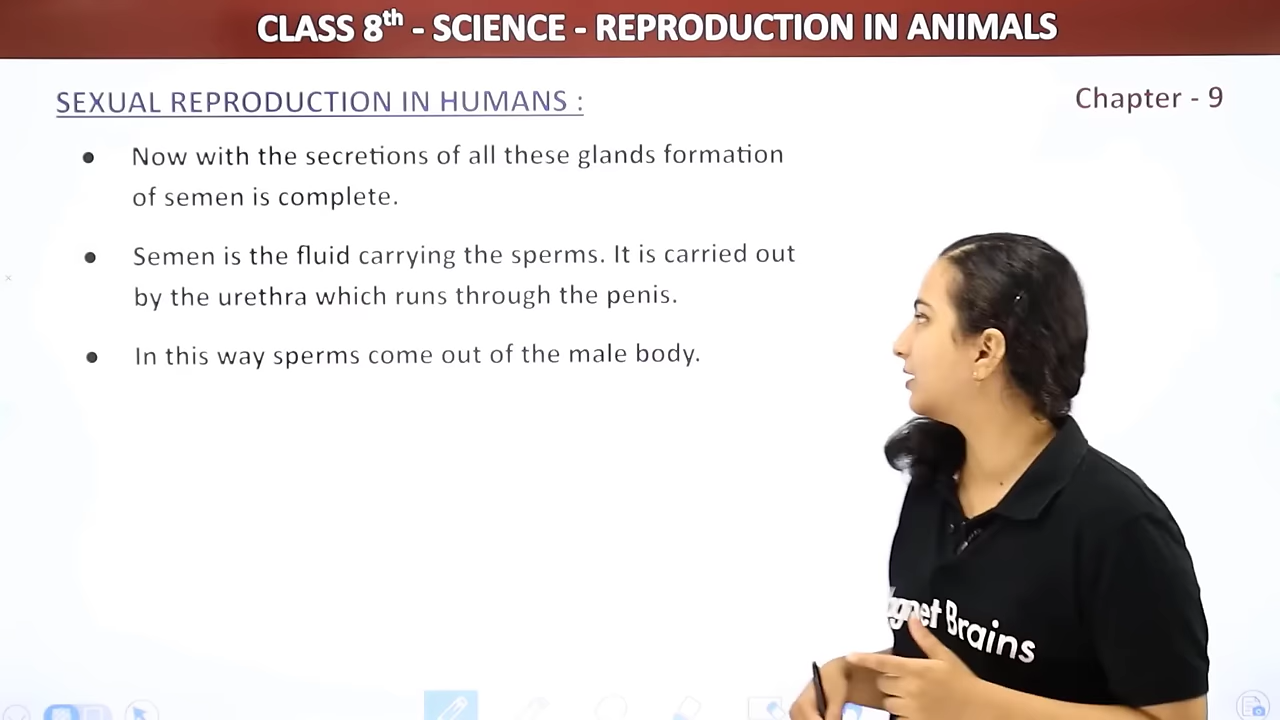 CLASS 8th - SCIENCE - REPRODUCTION IN ANIMALS
SEXUAL REPRODUCTION IN HUMANS :
Chapter - 9
● Now with the secretions of all these glands formation
of semen is complete.
● Semen is the fluid carrying the sperms. It is carried out
by the urethra which runs through the penis.
● In this way sperms come out of the male body.
Brains